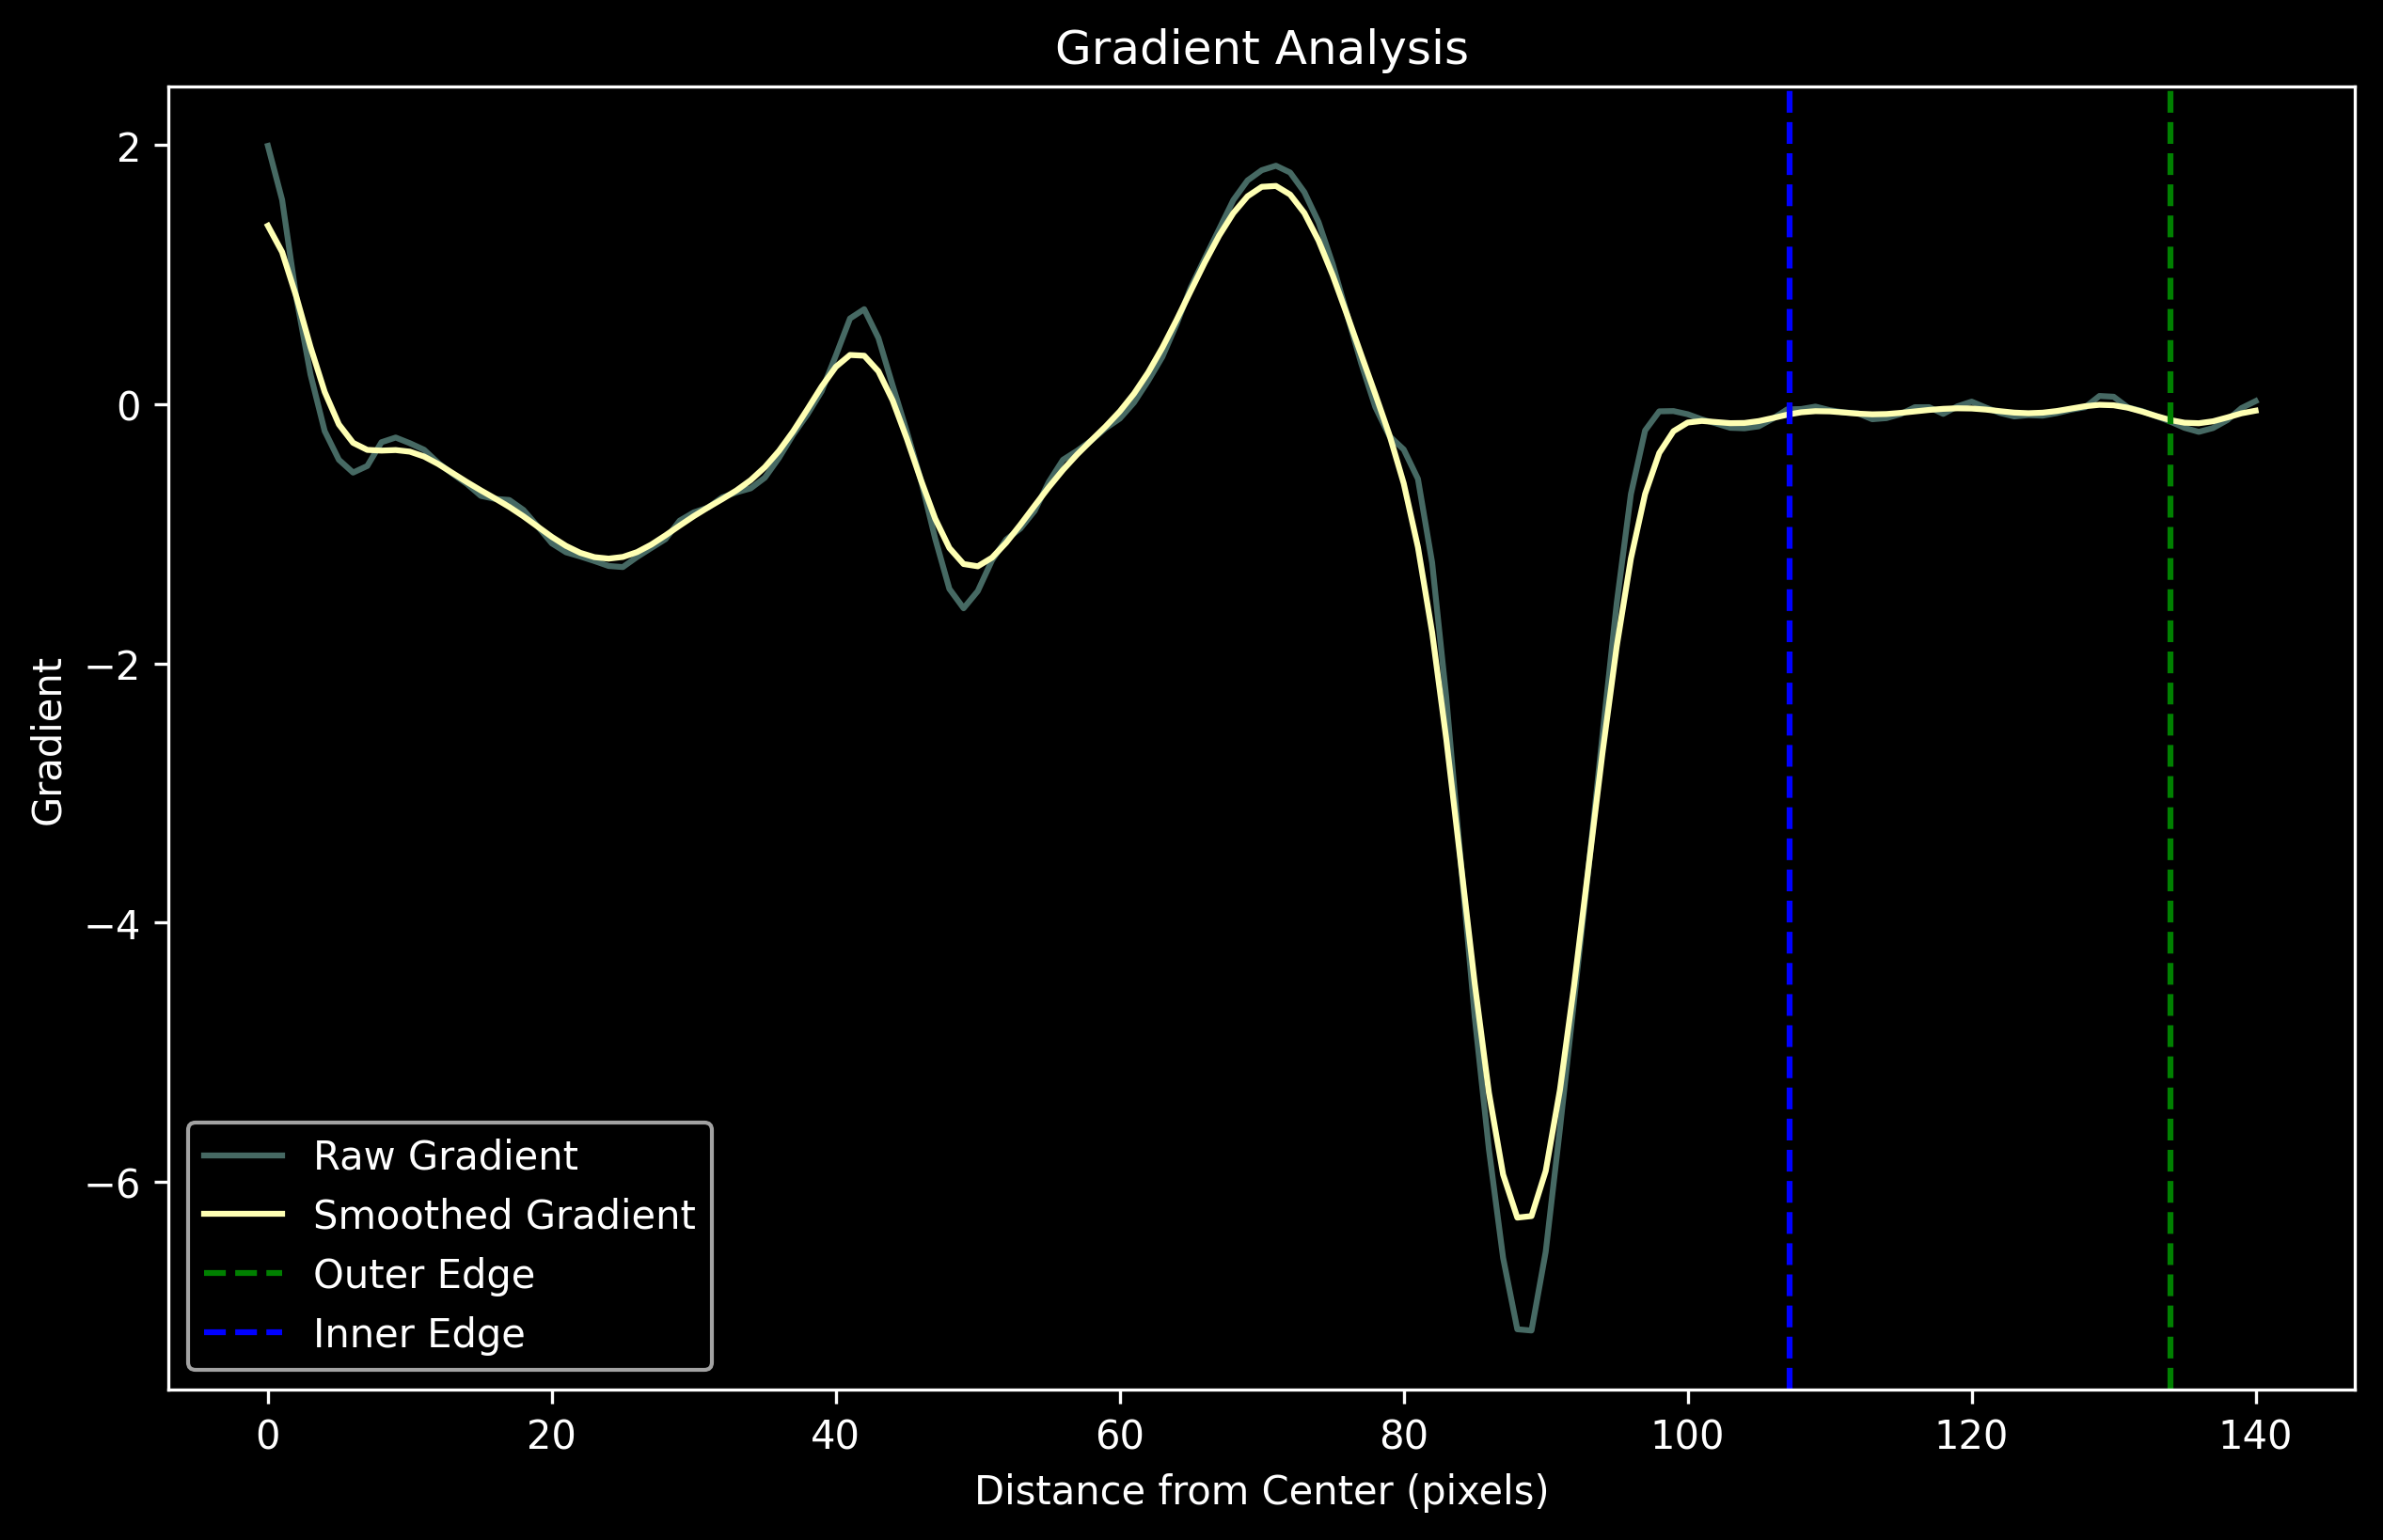 Gradient Analysis
2
0
−2
−4
−6
Gradient
Raw Gradient
Smoothed Gradient
Outer Edge
Inner Edge
0 20 40 60 80 100 120 140
Distance from Center (pixels)